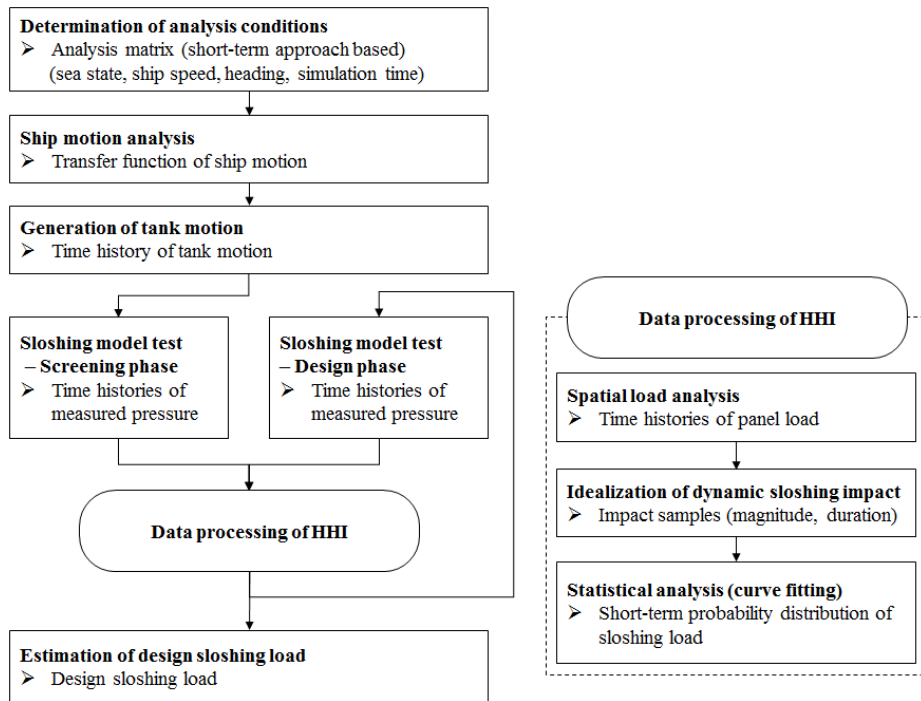 Determination of analysis conditions
➢ Analysis matrix (short-term approach based)
(sea state, ship speed, heading, simulation time)
Ship motion analysis
➢ Transfer function of ship motion
Generation of tank motion
➢ Time history of tank motion
Sloshing model test
– Screening phase
➢ Time histories of
measured pressure
Sloshing model test
– Design phase
➢ Time histories of
measured pressure
Data processing of HHI
Estimation of design sloshing load
➢ Design sloshing load
Data processing of HHI
Spatial load analysis
➢ Time histories of panel load
Idealization of dynamic sloshing impact
➢ Impact samples (magnitude, duration)
Statistical analysis (curve fitting)
➢ Short-term probability distribution of
sloshing load